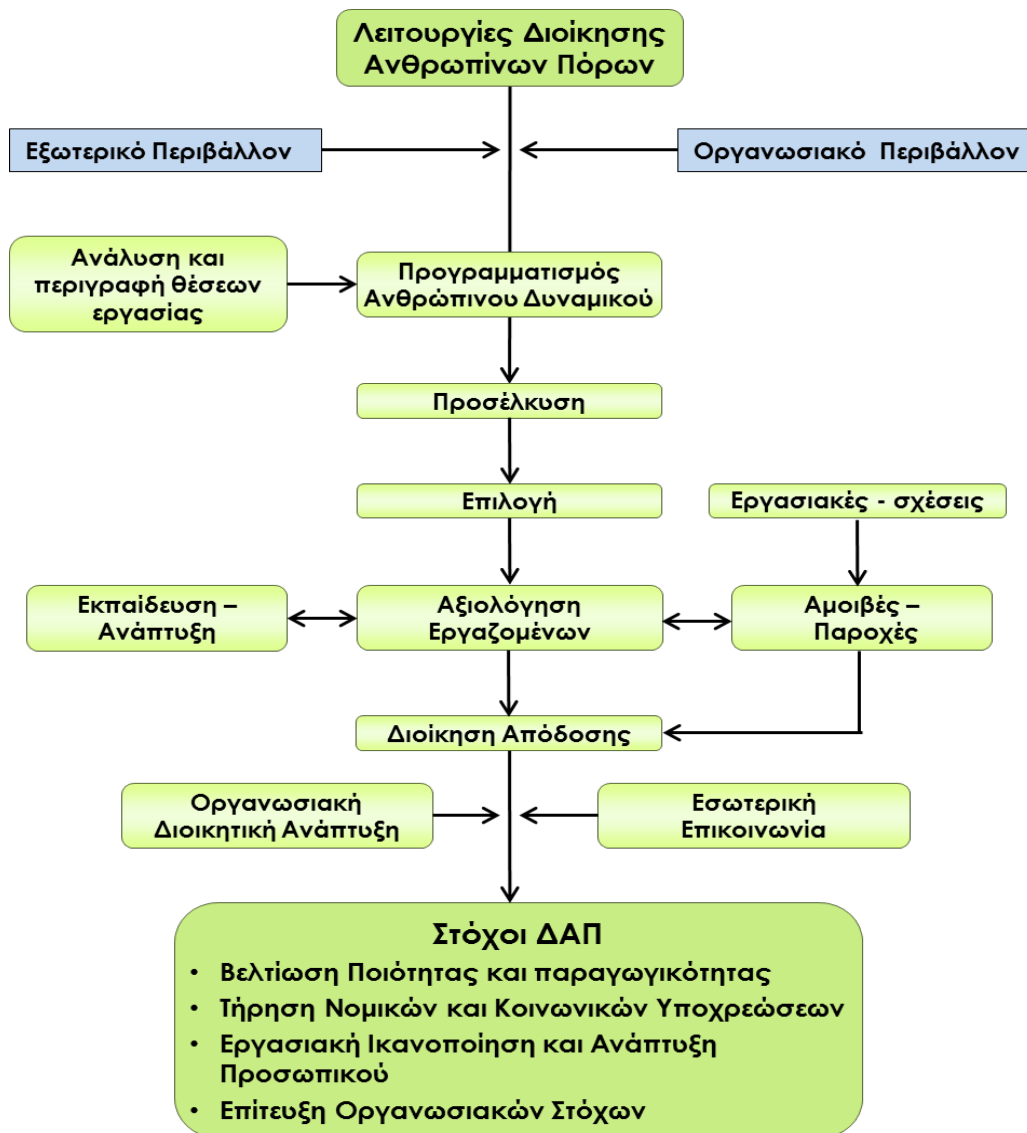 Λειτουργίες Διοίκησης
Ανθρωπίνων Πόρων
Εξωτερικό Περιβάλλον
Οργανωσιακό Περιβάλλον
Ανάλυση και
περιγραφή θέσεων
εργασίας
Προγραμματισμός
Ανθρώπινου Δυναμικού
Προσέλκυση
Επιλογή
Εργασιακές - σχέσεις
Εκπαίδευση –
Ανάπτυξη
Αξιολόγηση
Εργαζομένων
Αμοιβές –
Παροχές
Διοίκηση Απόδοσης
Οργανωσιακή
Διοικητική Ανάπτυξη
Εσωτερική
Επικοινωνία
Στόχοι ΔΑΠ
• Βελτίωση Ποιότητας και παραγωγικότητας
• Τήρηση Νομικών και Κοινωνικών Υποχρεώσεων
• Εργασιακή Ικανοποίηση και Ανάπτυξη
Προσωπικού
• Επίτευξη Οργανωσιακών Στόχων